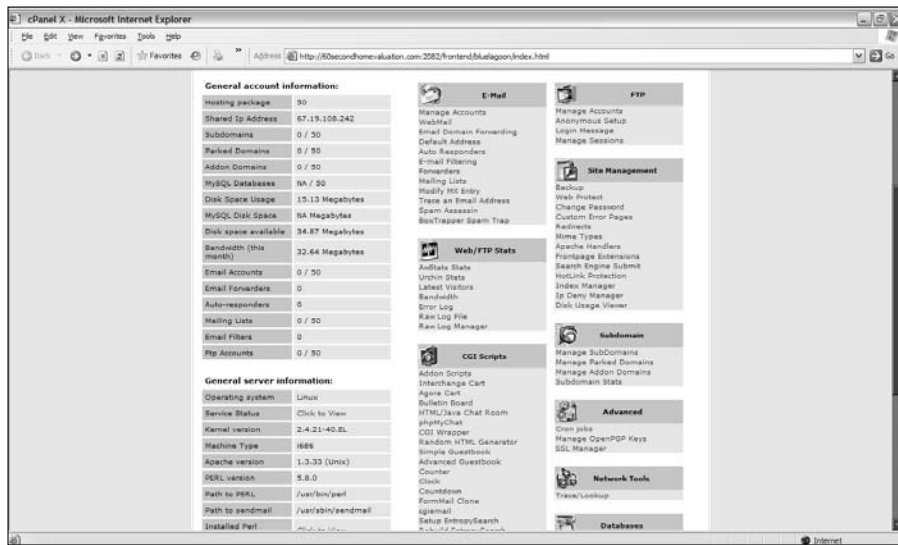 cPanel X - Microsoft Internet Explorer
File Edit View Favorites Tools Help
Back Favorites Address http://60secondhomevaluation.com:2082/frontend/bluelagoon/index.html Go
General account information:
Hosting package 50
Shared Ip Address 67.19.108.242
Subdomains 0 / 50
Parked Domains 0 / 50
Addon Domains 0 / 50
MySQL Databases NA / 50
Disk Space Usage 15.13 Megabytes
MySQL Disk Space NA Megabytes
Disk space available 34.87 Megabytes
Bandwidth (this month) 32.64 Megabytes
Email Accounts 0 / 50
Email Forwarders 0
Auto-responders 0
Mailing Lists 0 / 50
Email Filters 0
Ftp Accounts 0 / 50
General server information:
Operating system Linux
Service Status Click to View
Kernel version 2.4.21-40.EL
Machine Type i686
Apache version 1.3.33 (Unix)
PERL version 5.8.0
Path to PERL /usr/bin/perl
Path to sendmail /usr/sbin/sendmail
Installed Perl Click to View
E-Mail
Manage Accounts
WebMail
Email Domain Forwarding
Default Address
Auto Responders
E-mail Filtering
Forwarders
Mailing Lists
Modify MX Entry
Trace an Email Address
Spam Assassin
BoxTrapper Spam Trap
Web/FTP Stats
AwStats Stats
Urchin Stats
Latest Visitors
Bandwidth
Error Log
Raw Log File
Raw Log Manager
CGI Scripts
Addon Scripts
Interchange Cart
Agora Cart
Bulletin Board
HTML/Java Chat Room
phpMyChat
CGI Wrapper
Random HTML Generator
Simple Guestbook
Advanced Guestbook
Counter
Clock
Countdown
FormMail Clone
cgiemail
Setup EntropySearch
Rebuild EntropySearch
FTP
Manage Accounts
Anonymous Setup
Login Message
Manage Sessions
Site Management
Backup
Web Protect
Change Password
Custom Error Pages
Redirects
Mime Types
Apache Handlers
Frontpage Extensions
Search Engine Submit
HotLink Protection
Index Manager
Ip Deny Manager
Disk Usage Viewer
Subdomain
Manage SubDomains
Manage Parked Domains
Manage Addon Domains
Subdomain Stats
Advanced
Cron jobs
Manage OpenPGP Keys
SSL Manager
Network Tools
Trace/Lookup
Databases
Internet